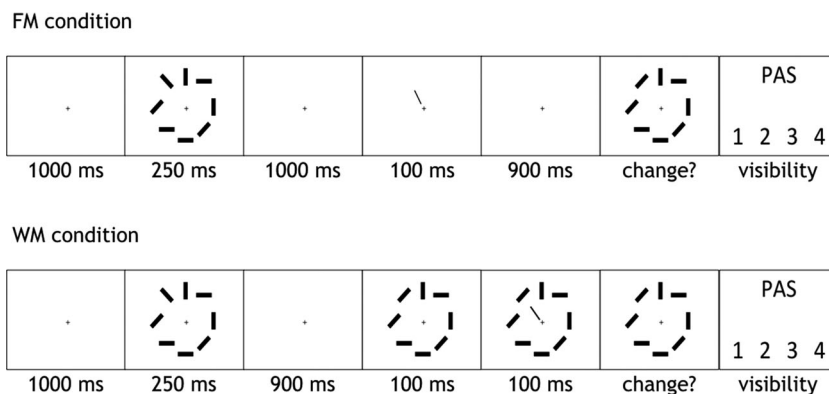 FM condition
PAS
1 2 3 4
1000 ms 250 ms 1000 ms 100 ms 900 ms change? visibility
WM condition
PAS
1 2 3 4
1000 ms 250 ms 900 ms 100 ms 100 ms change? visibility